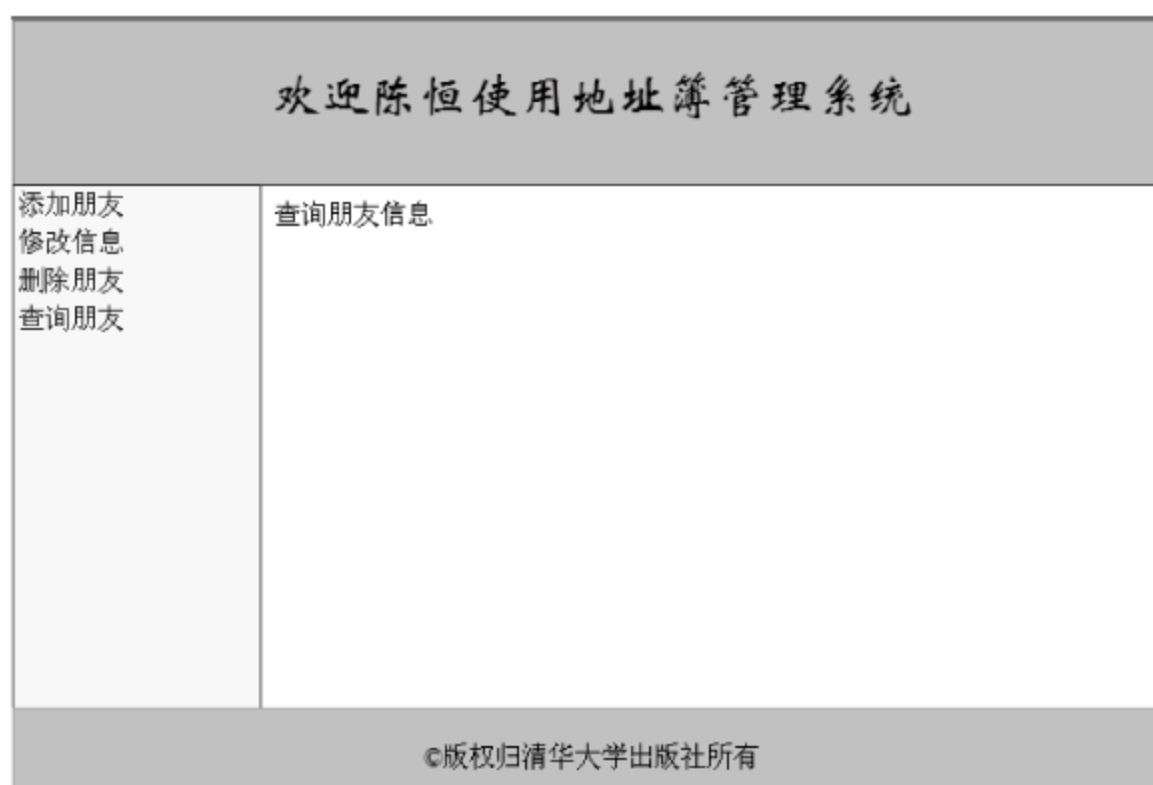 欢迎陈恒使用地址簿管理系统
添加朋友
修改信息
删除朋友
查询朋友
查询朋友信息
©版权归清华大学出版社所有